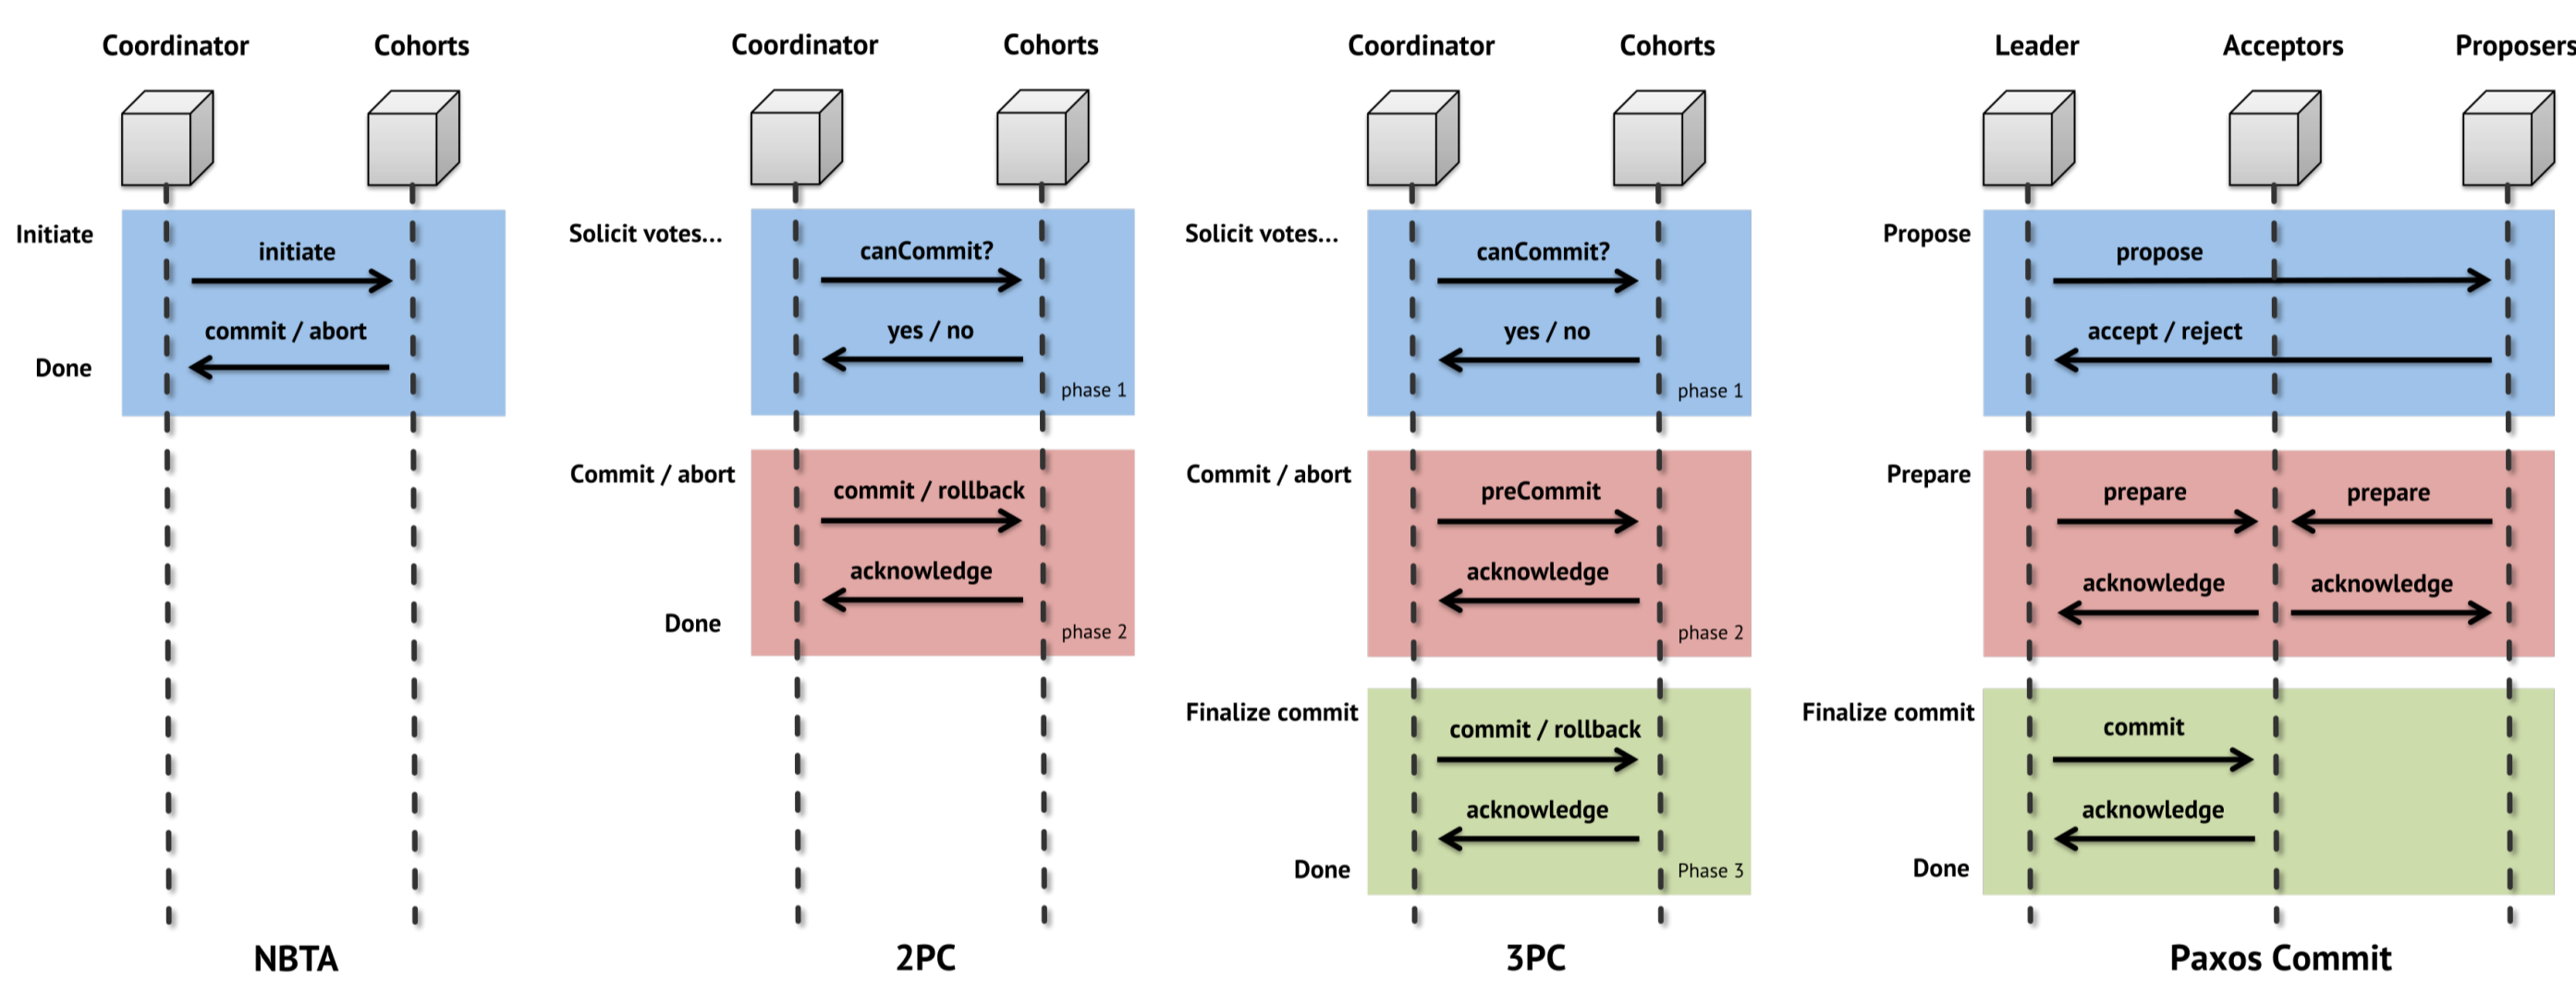 Coordinator Cohorts
Initiate
initiate
commit / abort
Done
NBTA
Coordinator Cohorts
Solicit votes...
canCommit?
yes / no
phase 1
Commit / abort
commit / rollback
acknowledge
Done
phase 2
2PC
Coordinator Cohorts
Solicit votes...
canCommit?
yes / no
phase 1
Commit / abort
preCommit
acknowledge
phase 2
Finalize commit
commit / rollback
acknowledge
Done
Phase 3
3PC
Leader Acceptors Proposers
Propose
propose
accept / reject
Prepare
prepare prepare
acknowledge acknowledge
Finalize commit
commit
acknowledge
Done
Paxos Commit